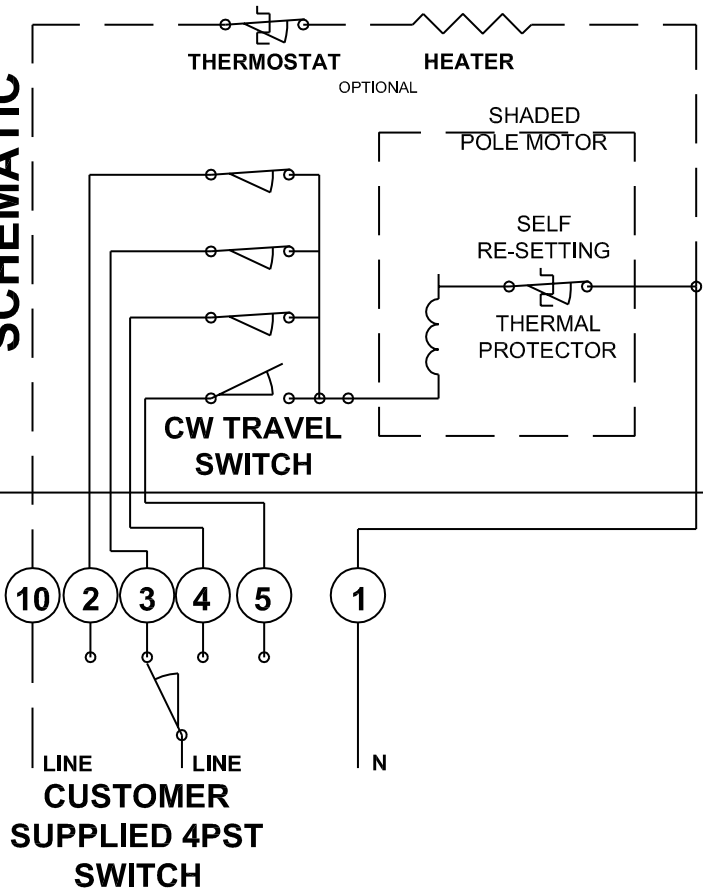 SCHEMATIC
THERMOSTAT
HEATER
OPTIONAL
SHADED
POLE MOTOR
SELF
RE-SETTING
THERMAL
PROTECTOR
CW TRAVEL
SWITCH
10
2
3
4
5
1
LINE
LINE
N
CUSTOMER
SUPPLIED 4PST
SWITCH